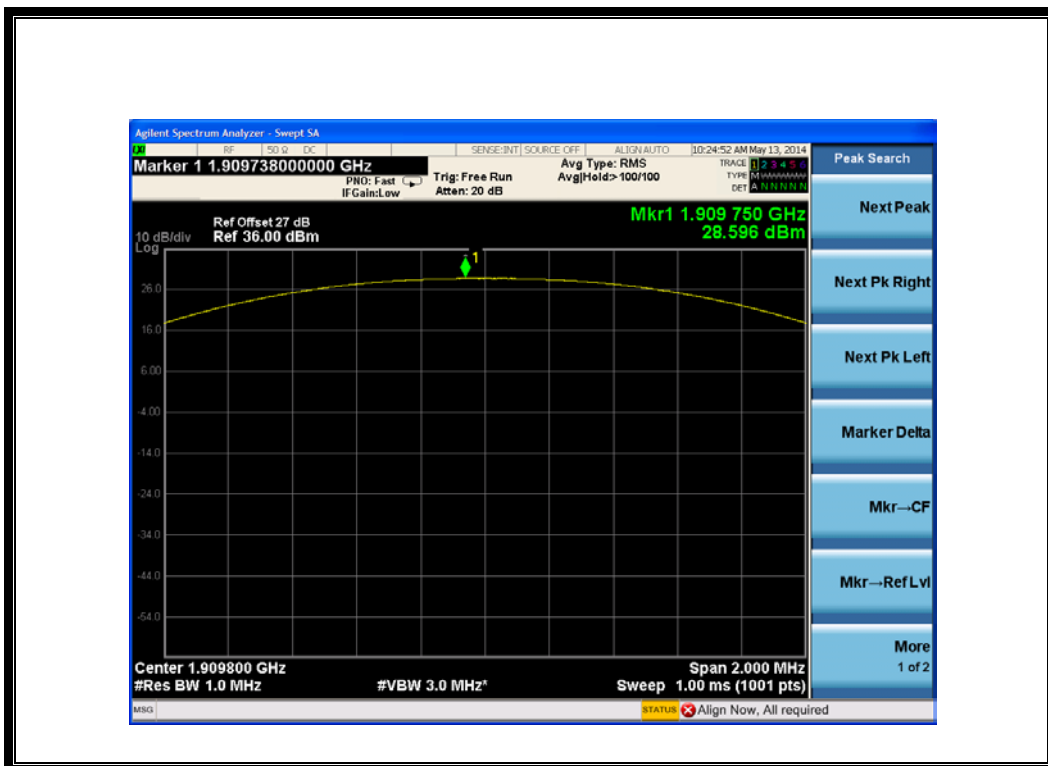 Agilent Spectrum Analyzer - Swept SA
RF 50 Ω DC SENSE:INT SOURCE OFF ALIGN AUTO 10:24:52 AM May 13, 2014
Marker 1 1.909738000000 GHz
PNO: Fast
IFGain:Low
Trig: Free Run
Atten: 20 dB
Avg Type: RMS
Avg|Hold:>100/100
TRACE 1 2 3 4 5 6
TYPE M
DET A N N N N N
Ref Offset 27 dB
10 dB/div Ref 36.00 dBm
Log
Mkr1 1.909 750 GHz
28.596 dBm
1
26.0
16.0
6.00
-4.00
-14.0
-24.0
-34.0
-44.0
-54.0
Center 1.909800 GHz
Span 2.000 MHz
#Res BW 1.0 MHz
#VBW 3.0 MHz*
Sweep 1.00 ms (1001 pts)
MSG
STATUS Align Now, All required
Peak Search
Next Peak
Next Pk Right
Next Pk Left
Marker Delta
Mkr→CF
Mkr→Ref Lvl
More
1 of 2